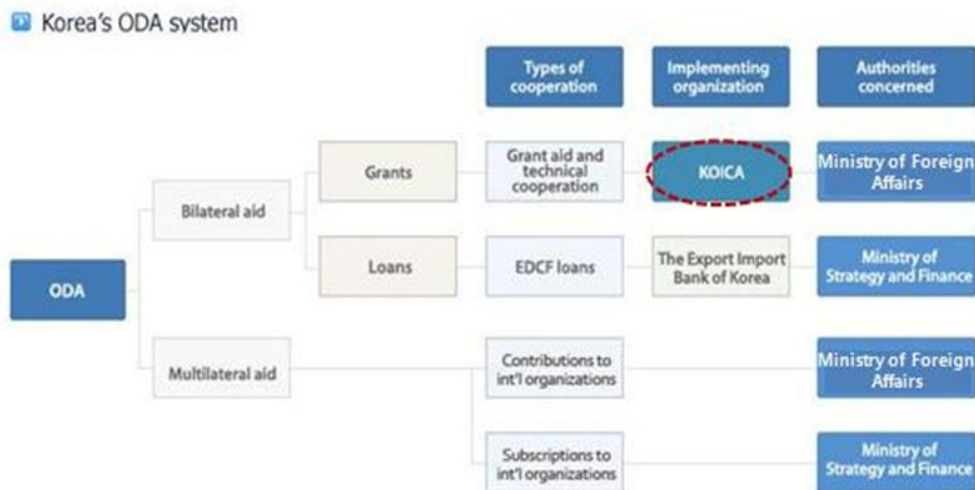 Korea's ODA system
Types of
cooperation
Implementing
organization
Authorities
concerned
Grants
Grant aid and
technical
cooperation
KOICA
Ministry of Foreign
Affairs
Bilateral aid
Loans
EDCF loans
The Export Import
Bank of Korea
Ministry of
Strategy and Finance
ODA
Multilateral aid
Contributions to
int'l organizations
Ministry of Foreign
Affairs
Subscriptions to
int'l organizations
Ministry of
Strategy and Finance